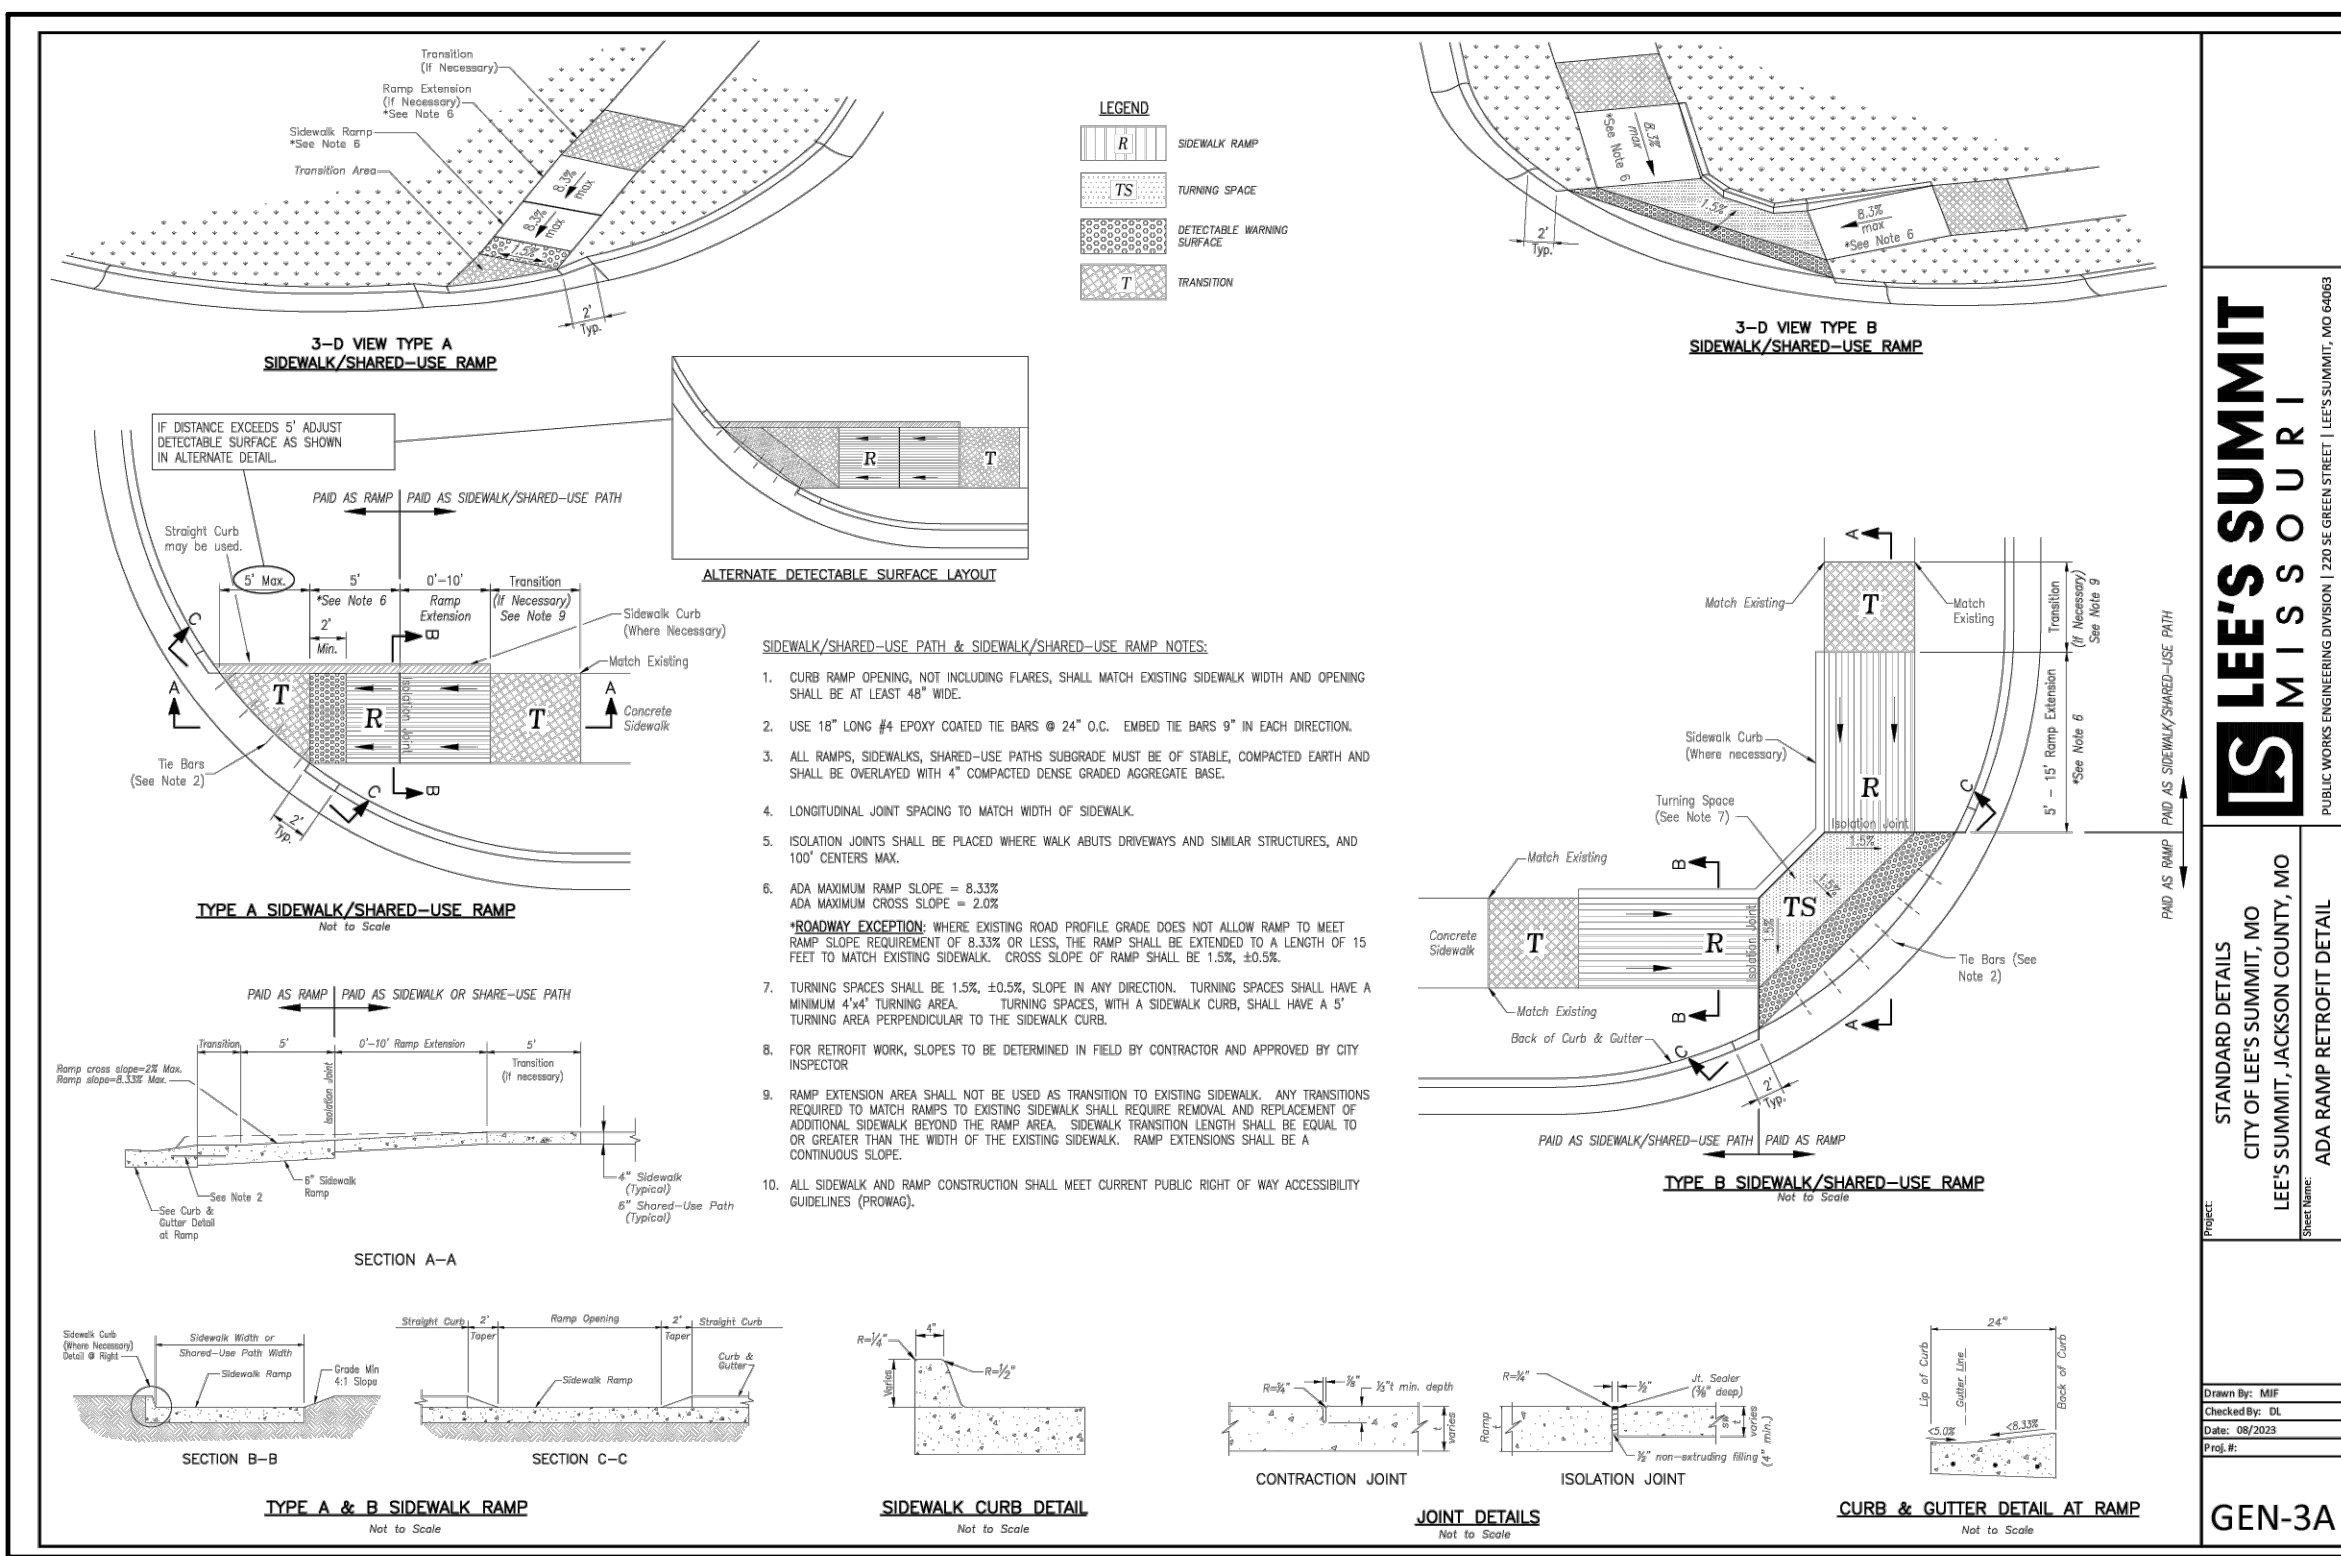 Transition
(If Necessary)
Ramp Extension
(If Necessary)
*See Note 6
Sidewalk Ramp
*See Note 6
Transition Area
8.3%
max
8.3%
max
1.5%
2'
Typ.
3-D VIEW TYPE A
SIDEWALK/SHARED-USE RAMP
LEGEND
R
SIDEWALK RAMP
TS
TURNING SPACE
DETECTABLE WARNING
SURFACE
T
TRANSITION
8.3%
max
*See Note 6
1.5%
8.3%
max
*See Note 6
2'
Typ.
3-D VIEW TYPE B
SIDEWALK/SHARED-USE RAMP
IF DISTANCE EXCEEDS 5' ADJUST
DETECTABLE SURFACE AS SHOWN
IN ALTERNATE DETAIL.
R
T
ALTERNATE DETECTABLE SURFACE LAYOUT
PAID AS RAMP
PAID AS SIDEWALK/SHARED-USE PATH
Straight Curb
may be used.
5' Max.
5'
*See Note 6
0'-10'
Ramp
Extension
Transition
(If Necessary)
See Note 9
2'
Min.
B
Sidewalk Curb
(Where Necessary)
Match Existing
C
A
T
R
Isolation Joint
T
A
Concrete
Sidewalk
Tie Bars
(See Note 2)
C
B
2'
Typ.
TYPE A SIDEWALK/SHARED-USE RAMP
Not to Scale
SIDEWALK/SHARED-USE PATH & SIDEWALK/SHARED-USE RAMP NOTES:
1. CURB RAMP OPENING, NOT INCLUDING FLARES, SHALL MATCH EXISTING SIDEWALK WIDTH AND OPENING
SHALL BE AT LEAST 48" WIDE.
2. USE 18" LONG #4 EPOXY COATED TIE BARS @ 24" O.C. EMBED TIE BARS 9" IN EACH DIRECTION.
3. ALL RAMPS, SIDEWALKS, SHARED-USE PATHS SUBGRADE MUST BE OF STABLE, COMPACTED EARTH AND
SHALL BE OVERLAYED WITH 4" COMPACTED DENSE GRADED AGGREGATE BASE.
4. LONGITUDINAL JOINT SPACING TO MATCH WIDTH OF SIDEWALK.
5. ISOLATION JOINTS SHALL BE PLACED WHERE WALK ABUTS DRIVEWAYS AND SIMILAR STRUCTURES, AND
100' CENTERS MAX.
6. ADA MAXIMUM RAMP SLOPE = 8.33%
ADA MAXIMUM CROSS SLOPE = 2.0%
*ROADWAY EXCEPTION: WHERE EXISTING ROAD PROFILE GRADE DOES NOT ALLOW RAMP TO MEET
RAMP SLOPE REQUIREMENT OF 8.33% OR LESS, THE RAMP SHALL BE EXTENDED TO A LENGTH OF 15
FEET TO MATCH EXISTING SIDEWALK. CROSS SLOPE OF RAMP SHALL BE 1.5%, ±0.5%.
7. TURNING SPACES SHALL BE 1.5%, ±0.5%, SLOPE IN ANY DIRECTION. TURNING SPACES SHALL HAVE A
MINIMUM 4'x4' TURNING AREA. TURNING SPACES, WITH A SIDEWALK CURB, SHALL HAVE A 5'
TURNING AREA PERPENDICULAR TO THE SIDEWALK CURB.
8. FOR RETROFIT WORK, SLOPES TO BE DETERMINED IN FIELD BY CONTRACTOR AND APPROVED BY CITY
INSPECTOR
9. RAMP EXTENSION AREA SHALL NOT BE USED AS TRANSITION TO EXISTING SIDEWALK. ANY TRANSITIONS
REQUIRED TO MATCH RAMPS TO EXISTING SIDEWALK SHALL REQUIRE REMOVAL AND REPLACEMENT OF
ADDITIONAL SIDEWALK BEYOND THE RAMP AREA. SIDEWALK TRANSITION LENGTH SHALL BE EQUAL TO
OR GREATER THAN THE WIDTH OF THE EXISTING SIDEWALK. RAMP EXTENSIONS SHALL BE A
CONTINUOUS SLOPE.
10. ALL SIDEWALK AND RAMP CONSTRUCTION SHALL MEET CURRENT PUBLIC RIGHT OF WAY ACCESSIBILITY
GUIDELINES (PROWAG).
A
Match Existing
T
Match
Existing
Transition
(If Necessary)
See Note 9
Sidewalk Curb
(Where necessary)
R
5' - 15' Ramp Extension
*See Note 6
PAID AS SIDEWALK/SHARED-USE PATH
PAID AS RAMP
Turning Space
(See Note 7)
Isolation Joint
1.5%
C
B
Match Existing
1.5%
TS
1.5%
Isolation Joint
Concrete
Sidewalk
T
R
Tie Bars (See
Note 2)
Match Existing
B
A
Back of Curb & Gutter
C
2'
Typ.
PAID AS SIDEWALK/SHARED-USE PATH
PAID AS RAMP
TYPE B SIDEWALK/SHARED-USE RAMP
Not to Scale
PAID AS RAMP
PAID AS SIDEWALK OR SHARE-USE PATH
Transition
5'
0'-10' Ramp Extension
5'
Transition
(If necessary)
Ramp cross slope=2% Max.
Ramp slope=8.33% Max.
Isolation Joint
See Note 2
6" Sidewalk
Ramp
4" Sidewalk
(Typical)
6" Shared-Use Path
(Typical)
See Curb &
Gutter Detail
at Ramp
SECTION A-A
Sidewalk Curb
(Where Necessary)
Detail @ Right
Sidewalk Width or
Shared-Use Path Width
Sidewalk Ramp
Grade Min
4:1 Slope
SECTION B-B
Straight Curb
2'
Taper
Ramp Opening
2'
Taper
Straight Curb
Curb &
Gutter
Sidewalk Ramp
SECTION C-C
TYPE A & B SIDEWALK RAMP
Not to Scale
4"
R=1/4"
R=1/2"
Varies
SIDEWALK CURB DETAIL
Not to Scale
R=1/4"
1/8"
1/3"t min. depth
t
varies
CONTRACTION JOINT
R=1/4"
1/2"
Jt. Sealer
(3/8" deep)
Ramp
t
sw
t
varies
(4" min.)
1/2" non-extruding filling
ISOLATION JOINT
JOINT DETAILS
Not to Scale
24"
Lip of Curb
Gutter Line
Back of Curb
<5.0%
<8.33%
CURB & GUTTER DETAIL AT RAMP
Not to Scale
LS
LEE'S SUMMIT
MISSOURI
PUBLIC WORKS ENGINEERING DIVISION | 220 SE GREEN STREET | LEE'S SUMMIT, MO 64063
Project:
STANDARD DETAILS
CITY OF LEE'S SUMMIT, MO
LEE'S SUMMIT, JACKSON COUNTY, MO
Sheet Name:
ADA RAMP RETROFIT DETAIL
Drawn By: MJF
Checked By: DL
Date: 08/2023
Proj. #:
GEN-3A